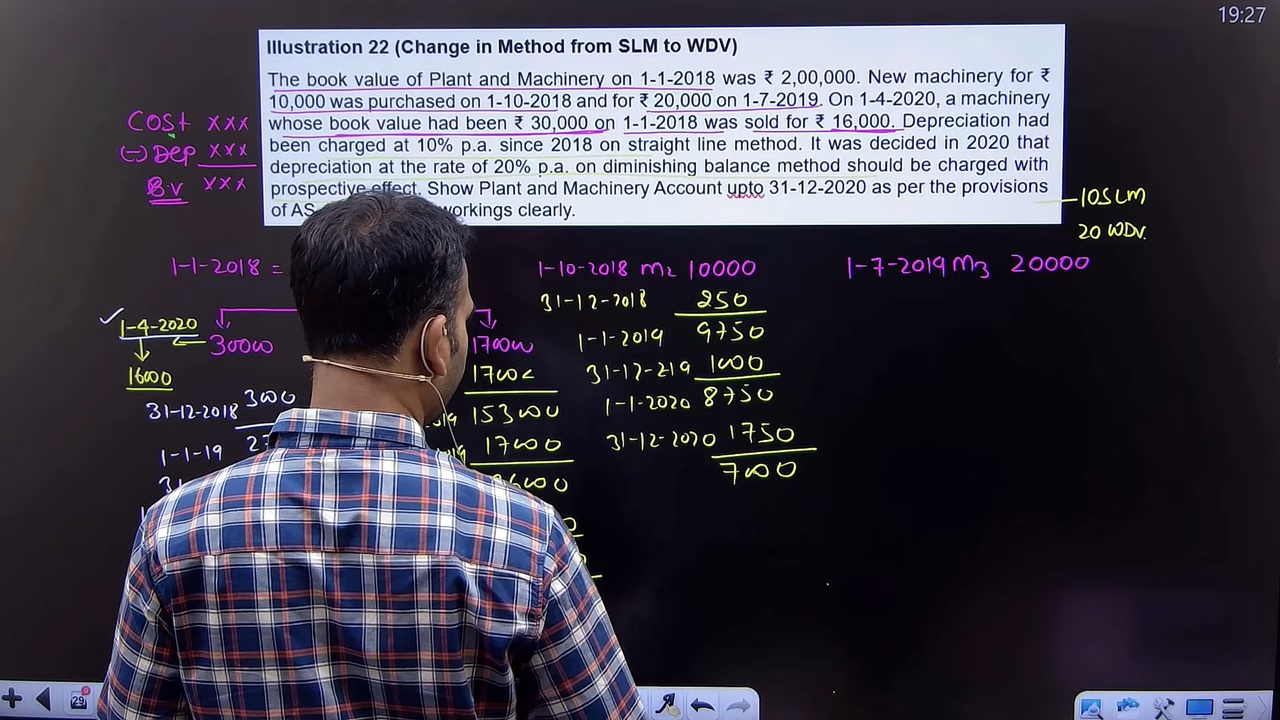 19:27
Illustration 22 (Change in Method from SLM to WDV)
The book value of Plant and Machinery on 1-1-2018 was ₹ 2,00,000. New machinery for ₹
10,000 was purchased on 1-10-2018 and for ₹ 20,000 on 1-7-2019. On 1-4-2020, a machinery
whose book value had been ₹ 30,000 on 1-1-2018 was sold for ₹ 16,000. Depreciation had
been charged at 10% p.a. since 2018 on straight line method. It was decided in 2020 that
depreciation at the rate of 20% p.a. on diminishing balance method should be charged with
prospective effect. Show Plant and Machinery Account upto 31-12-2020 as per the provisions
of AS workings clearly.
Cost xxx
(-) Dep xxx
B.V xxx
10 SLM
20 WDV.
1-1-2018 =
1-4-2020
16000
30000
31-12-2018 3000
1-1-19
17000
153000
17000
1-10-2018 M2 10000
31-12-2018 250
1-1-2019 9750
31-12-219 1000
1-1-2020 8750
31-12-2020 1750
7000
1-7-2019 M3 20000
29